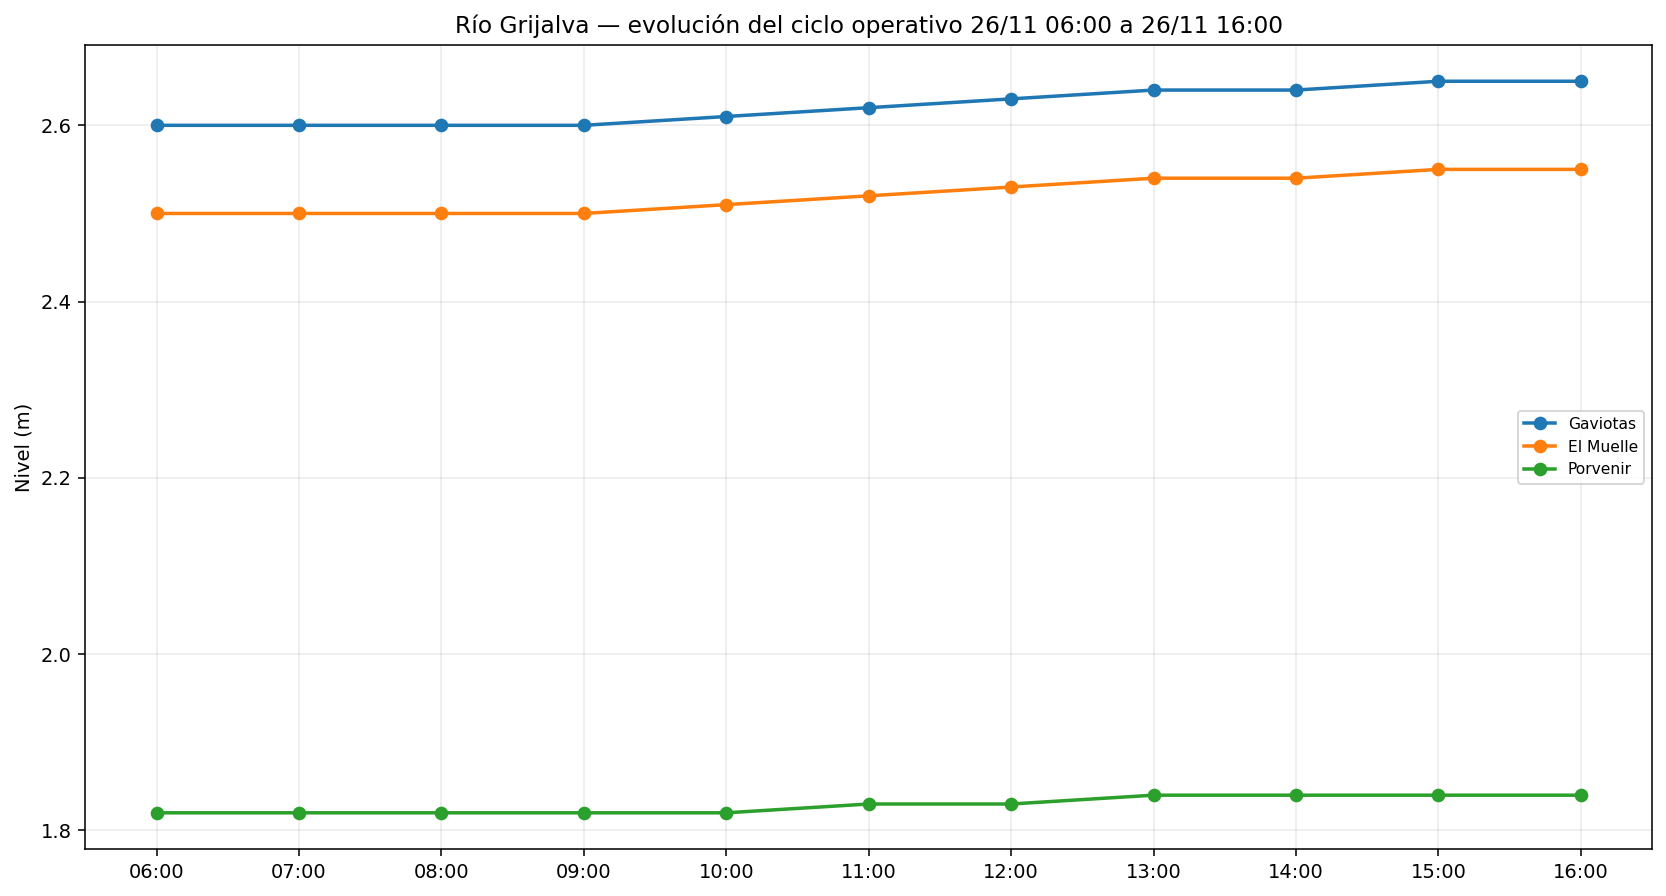 Río Grijalva — evolución del ciclo operativo 26/11 06:00 a 26/11 16:00
Nivel (m)
2.6
2.4
2.2
2.0
1.8
Gaviotas
El Muelle
Porvenir
06:00 07:00 08:00 09:00 10:00 11:00 12:00 13:00 14:00 15:00 16:00